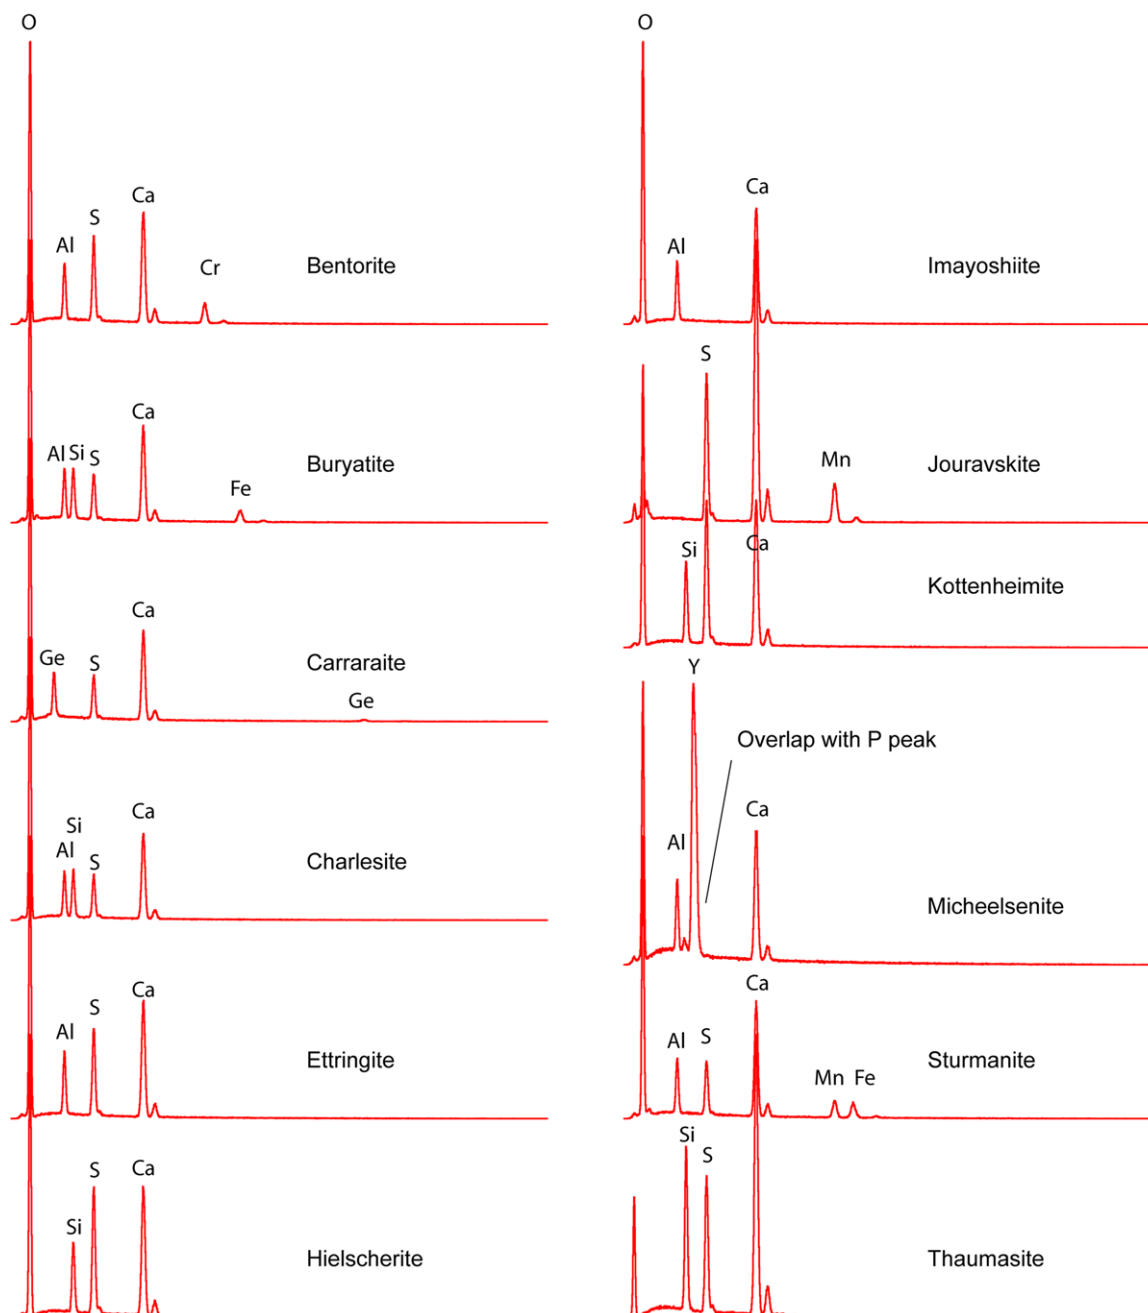 O
Ca
S
Al
Cr
Bentorite
Ca
Al Si S
Fe
Buryatite
Ca
Ge
S
Ge
Carraraite
Ca
Si
Al
S
Charlesite
Ca
S
Al
Ettringite
S Ca
Si
Hielscherite
O
Ca
Al
Imayoshiite
S
Mn
Jouravskite
Si
Ca
Kottenheimite
Y
Overlap with P peak
Ca
Al
Micheelsenite
Ca
Al S
Mn Fe
Sturmanite
Si
S
Thaumasite